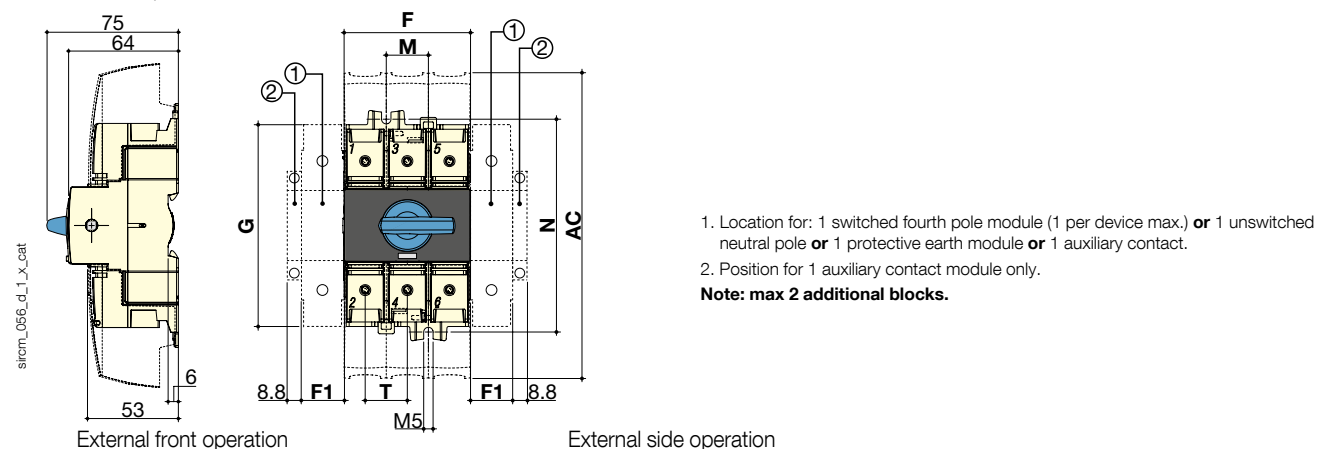 75
64
F
M
1
2
1
2
1
3
5
G
N
AC
2
4
6
sircm_056_d_1_x_cat
6
53
8.8
F1
T
F1
8.8
M5
External front operation
External side operation
1. Location for: 1 switched fourth pole module (1 per device max.) or 1 unswitched
neutral pole or 1 protective earth module or 1 auxiliary contact.
2. Position for 1 auxiliary contact module only.
Note: max 2 additional blocks.